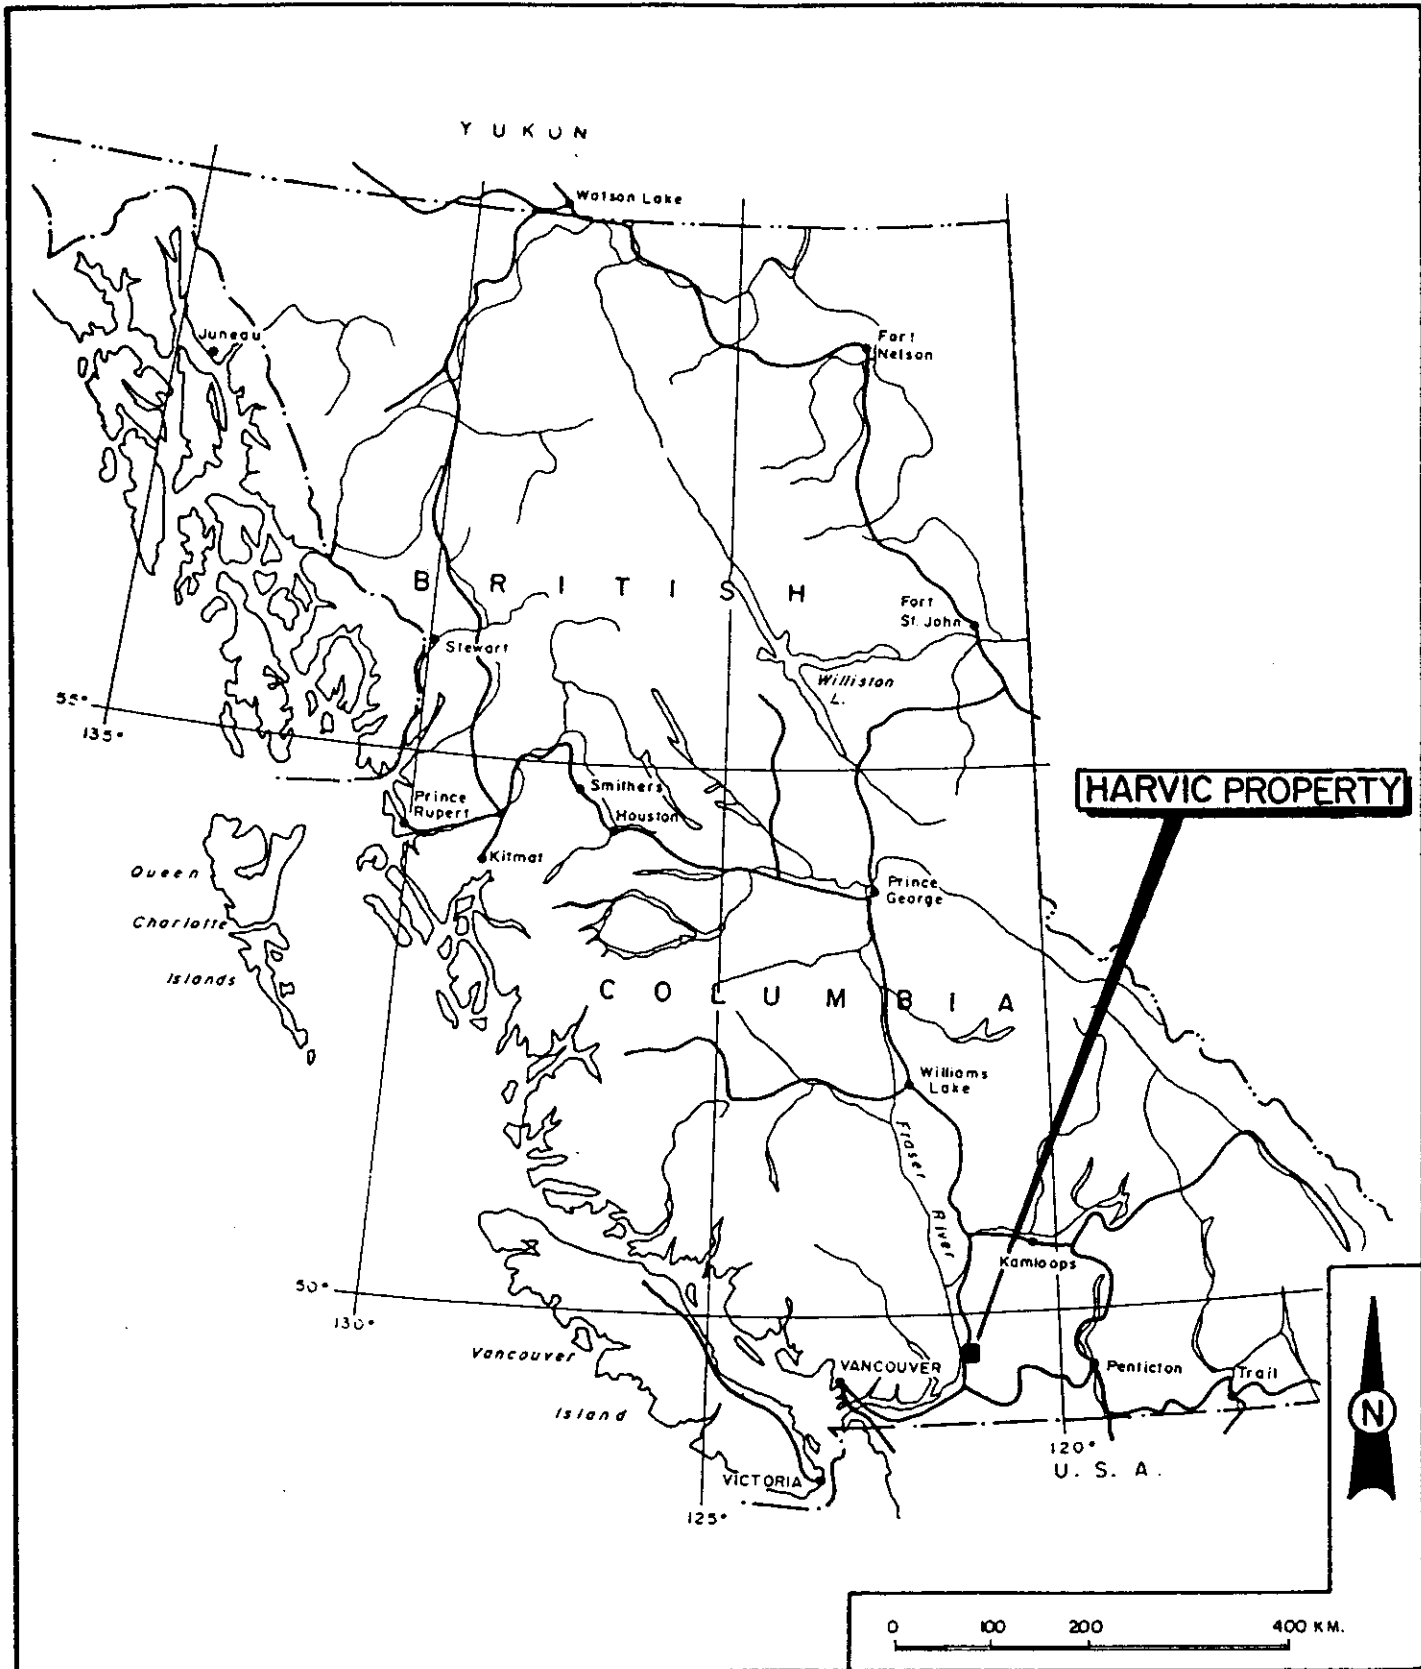 YUKON
Watson Lake
Juneau
Fort
Nelson
BRITISH
Fort
St. John
Stewart
Williston
L.
55°
135°
HARVIC PROPERTY
Smithers
Prince
Rupert
Houston
Kitmat
Queen
Charlotte
Islands
Prince
George
COLUMBIA
Williams
Lake
Fraser
River
Kamloops
50°
130°
Vancouver
Island
VANCOUVER
Penticton
Trail
N
120°
U.S.A.
VICTORIA
125°
0 100 200 400 KM.